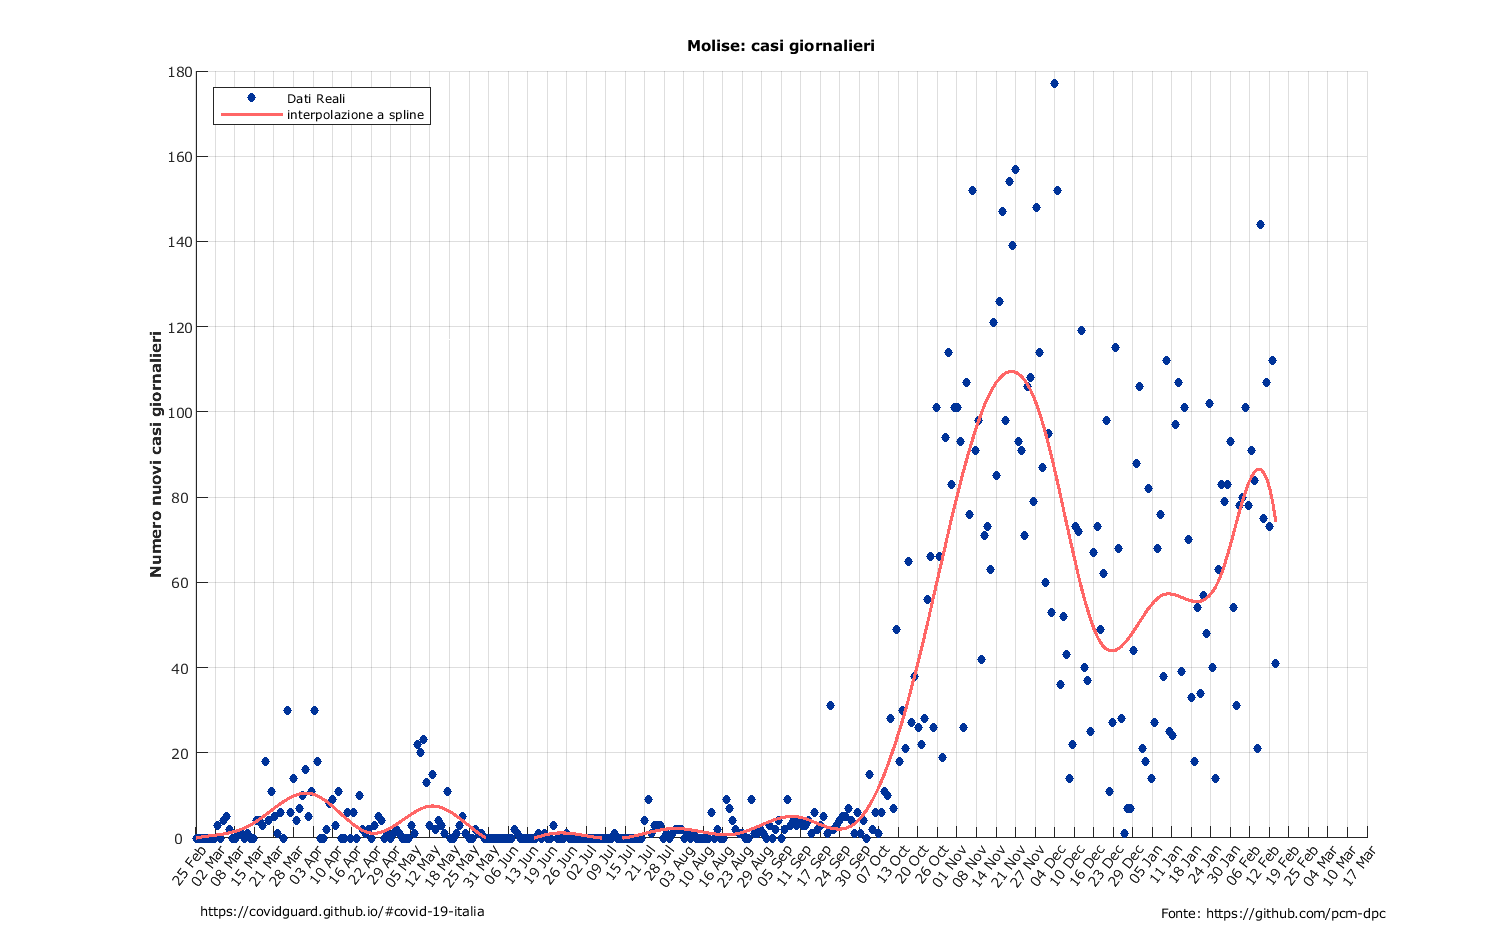 Molise: casi giornalieri
Dati Reali
interpolazione a spline
Numero nuovi casi giornalieri
180
160
140
120
100
80
60
40
20
0
25 Feb
02 Mar
08 Mar
15 Mar
21 Mar
28 Mar
03 Apr
10 Apr
16 Apr
22 Apr
29 Apr
05 May
12 May
18 May
25 May
31 May
06 Jun
13 Jun
19 Jun
26 Jun
02 Jul
09 Jul
15 Jul
21 Jul
28 Jul
03 Aug
10 Aug
16 Aug
23 Aug
29 Aug
05 Sep
11 Sep
17 Sep
24 Sep
30 Sep
07 Oct
13 Oct
20 Oct
26 Oct
01 Nov
08 Nov
14 Nov
21 Nov
27 Nov
04 Dec
10 Dec
16 Dec
23 Dec
29 Dec
05 Jan
11 Jan
18 Jan
24 Jan
30 Jan
06 Feb
12 Feb
19 Feb
25 Feb
04 Mar
10 Mar
17 Mar
https://covidguard.github.io/#covid-19-italia
Fonte: https://github.com/pcm-dpc